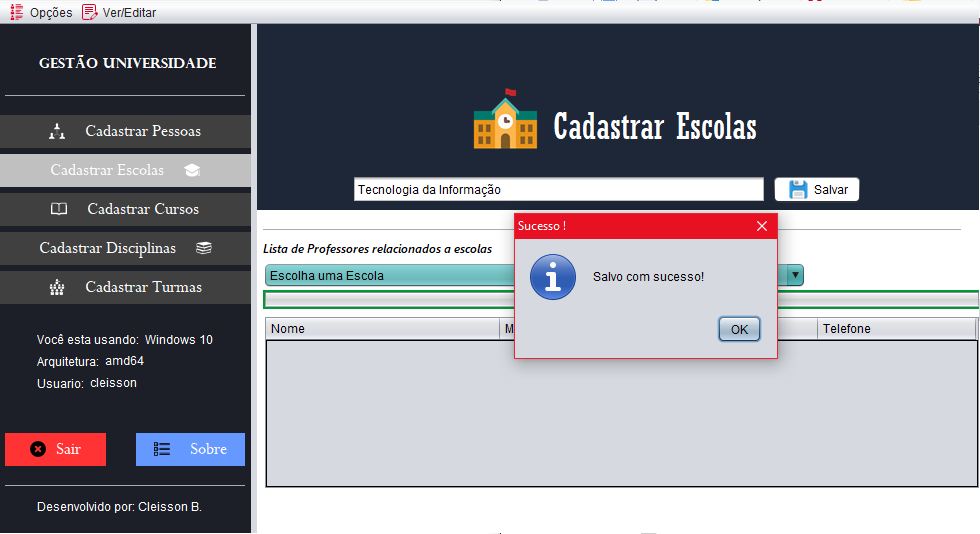 Opções Ver/Editar
GESTÃO UNIVERSIDADE
Cadastrar Pessoas
Cadastrar Escolas
Cadastrar Cursos
Cadastrar Disciplinas
Cadastrar Turmas
Você esta usando: Windows 10
Arquitetura: amd64
Usuario: cleisson
Sair
Sobre
Desenvolvido por: Cleisson B.
Cadastrar Escolas
Tecnologia da Informação
Salvar
Lista de Professores relacionados a escolas
Escolha uma Escola
Nome
Telefone
Sucesso !
Salvo com sucesso!
OK